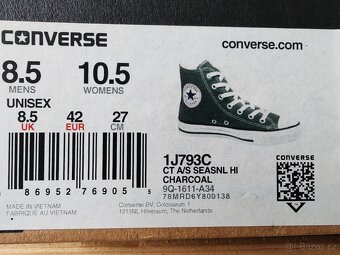 CONVERSE
converse.com
8.5 10.5
MENS WOMENS
UNISEX
8.5 42 27
UK EUR CM
1J793C
CT A/S SEASNL HI
CHARCOAL
9Q-1611-A34
78MRD6Y800138
CONVERSE
86952 76905
MADE IN VIETNAM
FABRIQUÉ AU VIETNAM
Converse BV. Colosseum 1
1213NL Hilversum, The Netherlands